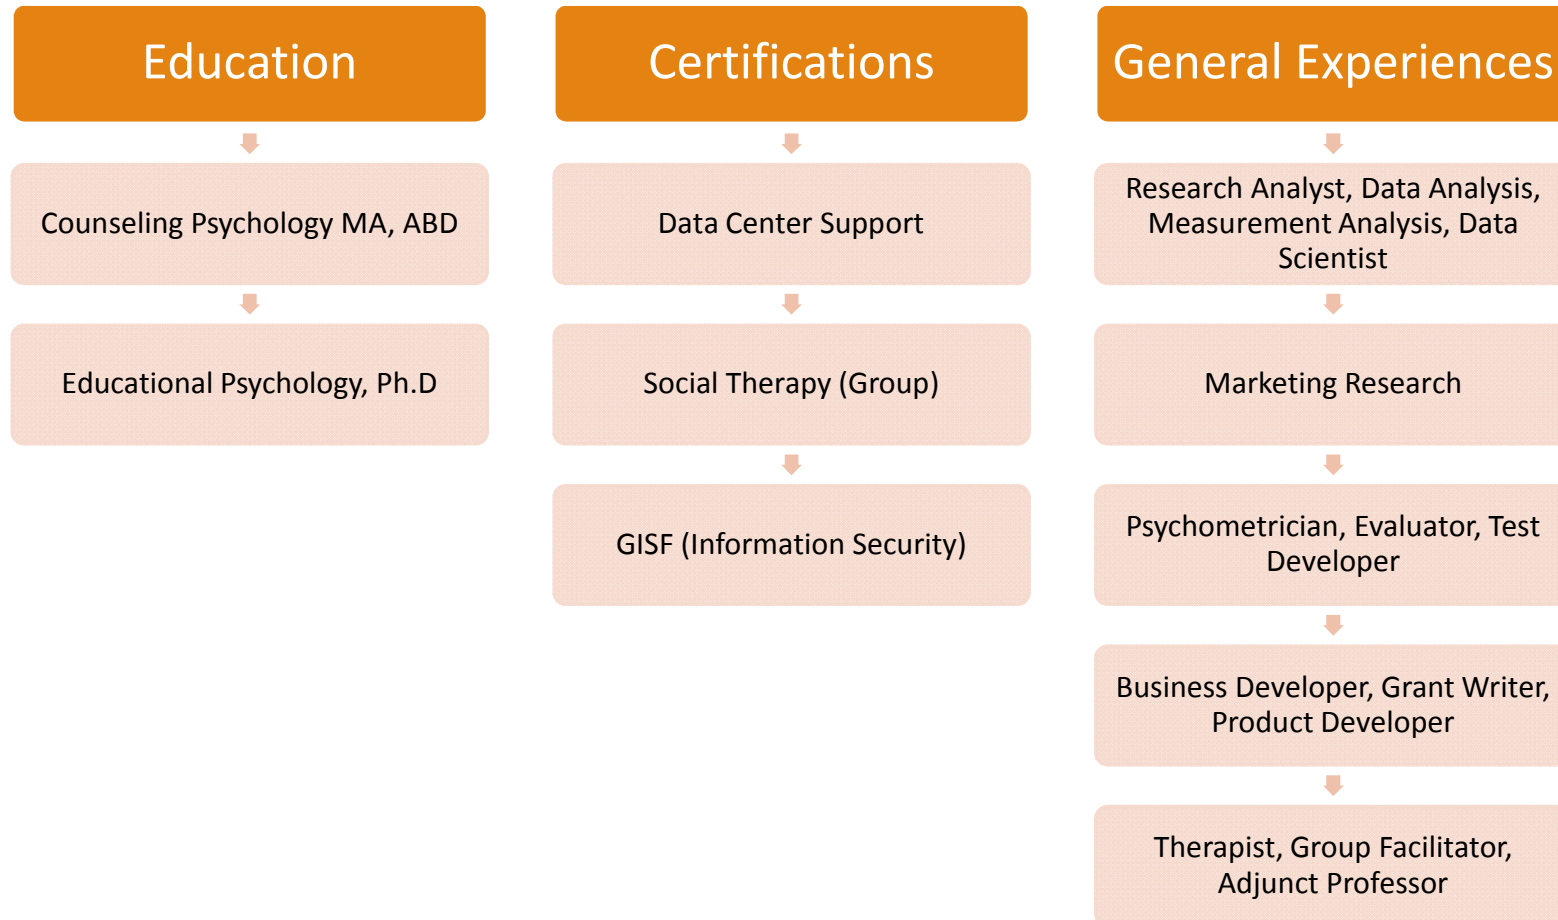 Education
Counseling Psychology MA, ABD
Educational Psychology, Ph.D
Certifications
Data Center Support
Social Therapy (Group)
GISF (Information Security)
General Experiences
Research Analyst, Data Analysis,
Measurement Analysis, Data
Scientist
Marketing Research
Psychometrician, Evaluator, Test
Developer
Business Developer, Grant Writer,
Product Developer
Therapist, Group Facilitator,
Adjunct Professor